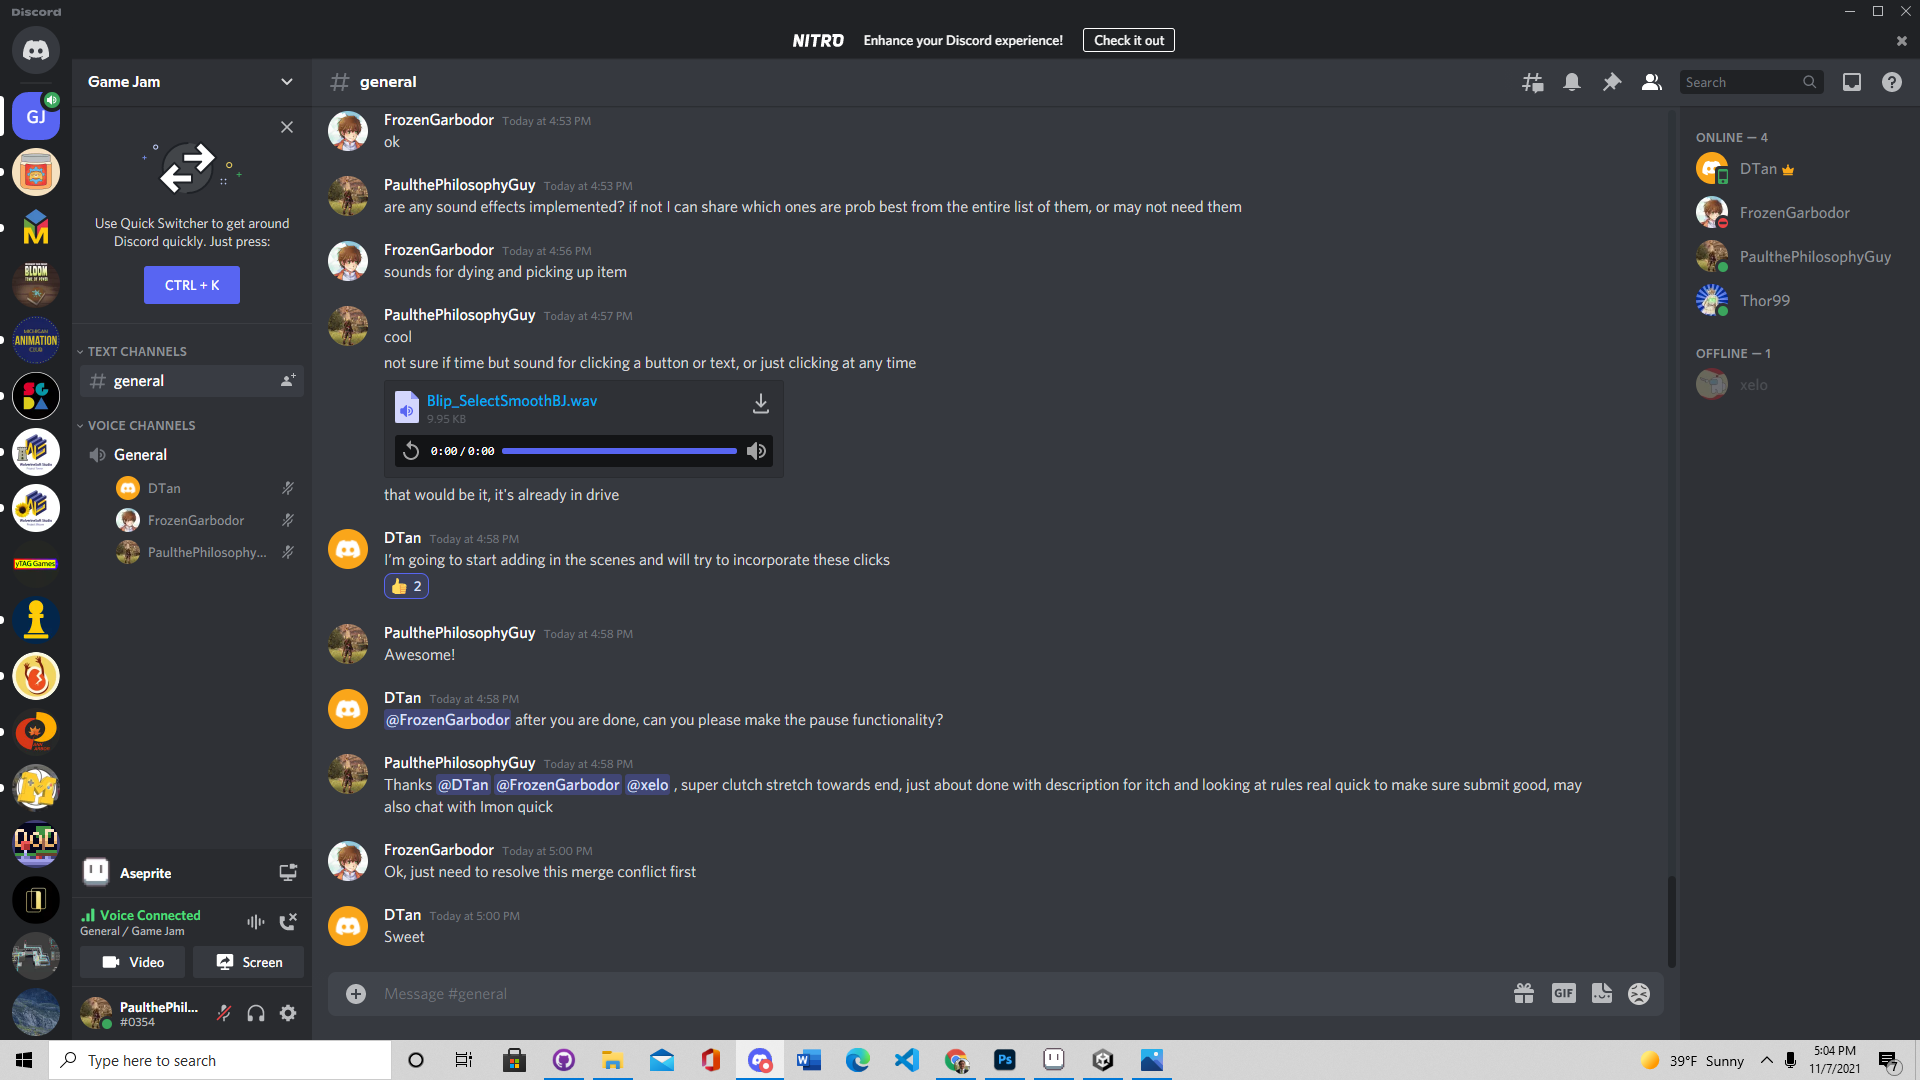 Discord
NITRO Enhance your Discord experience! Check it out
Game Jam
GJ
Use Quick Switcher to get around
Discord quickly. Just press:
CTRL + K
TEXT CHANNELS
general
VOICE CHANNELS
General
DTan
FrozenGarbodor
PaulthePhilosophy...
BLOOM
MICHIGAN
ANIMATION
CLUB
yTAG Games
Aseprite
Voice Connected
General / Game Jam
Video
Screen
PaulthePhil...
#0354
general
Search
FrozenGarbodor Today at 4:53 PM
ok
PaulthePhilosophyGuy Today at 4:53 PM
are any sound effects implemented? if not I can share which ones are prob best from the entire list of them, or may not need them
FrozenGarbodor Today at 4:56 PM
sounds for dying and picking up item
PaulthePhilosophyGuy Today at 4:57 PM
cool
not sure if time but sound for clicking a button or text, or just clicking at any time
Blip_SelectSmoothBJ.wav
9.95 KB
0:00/0:00
that would be it, it's already in drive
DTan Today at 4:58 PM
I'm going to start adding in the scenes and will try to incorporate these clicks
2
PaulthePhilosophyGuy Today at 4:58 PM
Awesome!
DTan Today at 4:58 PM
@FrozenGarbodor after you are done, can you please make the pause functionality?
PaulthePhilosophyGuy Today at 4:58 PM
Thanks @DTan @FrozenGarbodor @xelo , super clutch stretch towards end, just about done with description for itch and looking at rules real quick to make sure submit good, may
also chat with Imon quick
FrozenGarbodor Today at 5:00 PM
Ok, just need to resolve this merge conflict first
DTan Today at 5:00 PM
Sweet
Message #general
GIF
ONLINE — 4
DTan
FrozenGarbodor
PaulthePhilosophyGuy
Thor99
OFFLINE — 1
xelo
Type here to search
Ps
39°F Sunny
5:04 PM
11/7/2021
7